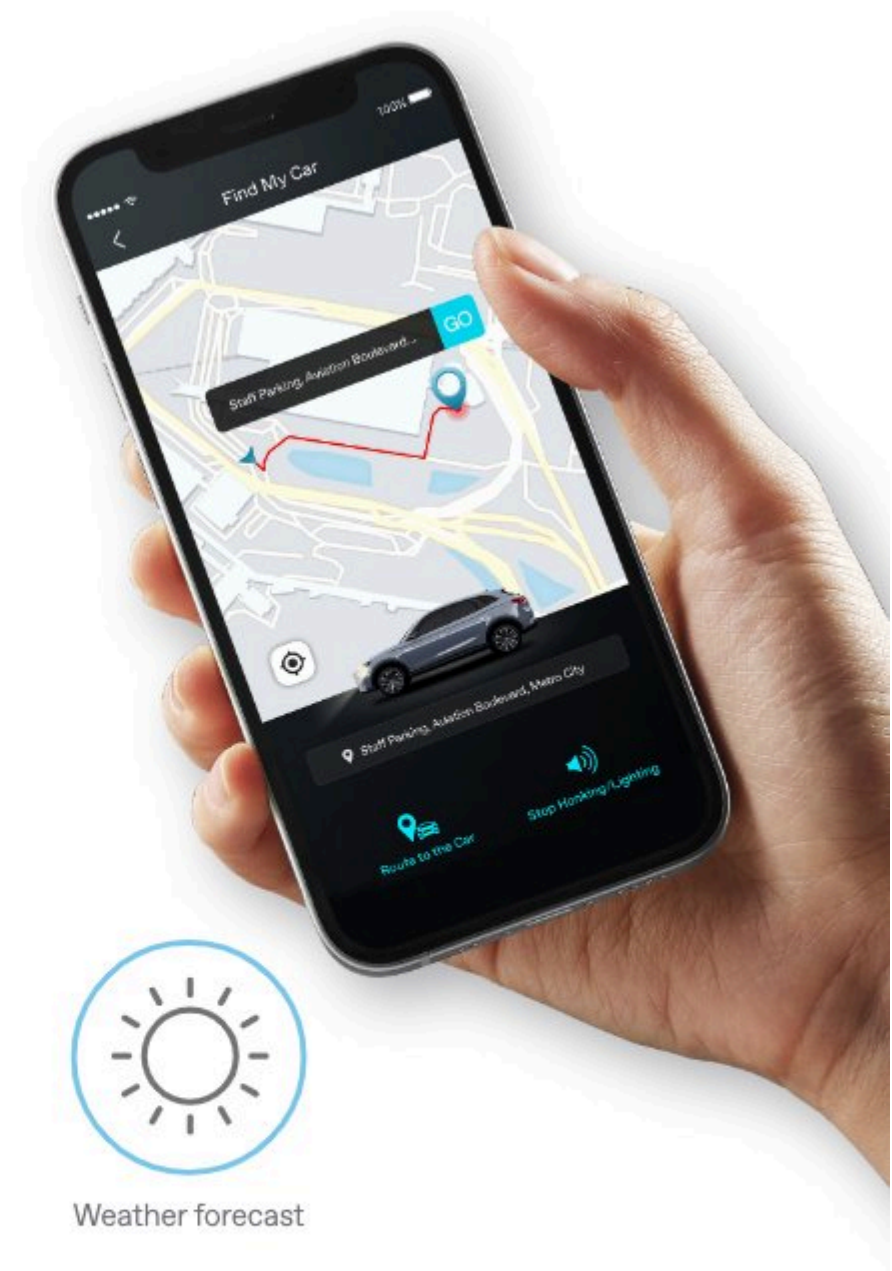 100%
Find My Car
GO
Staff Parking, Aviation Boulevard...
Staff Parking, Aviation Boulevard, Metro City
Stop Honking/Lighting
Route to the Car
Weather forecast